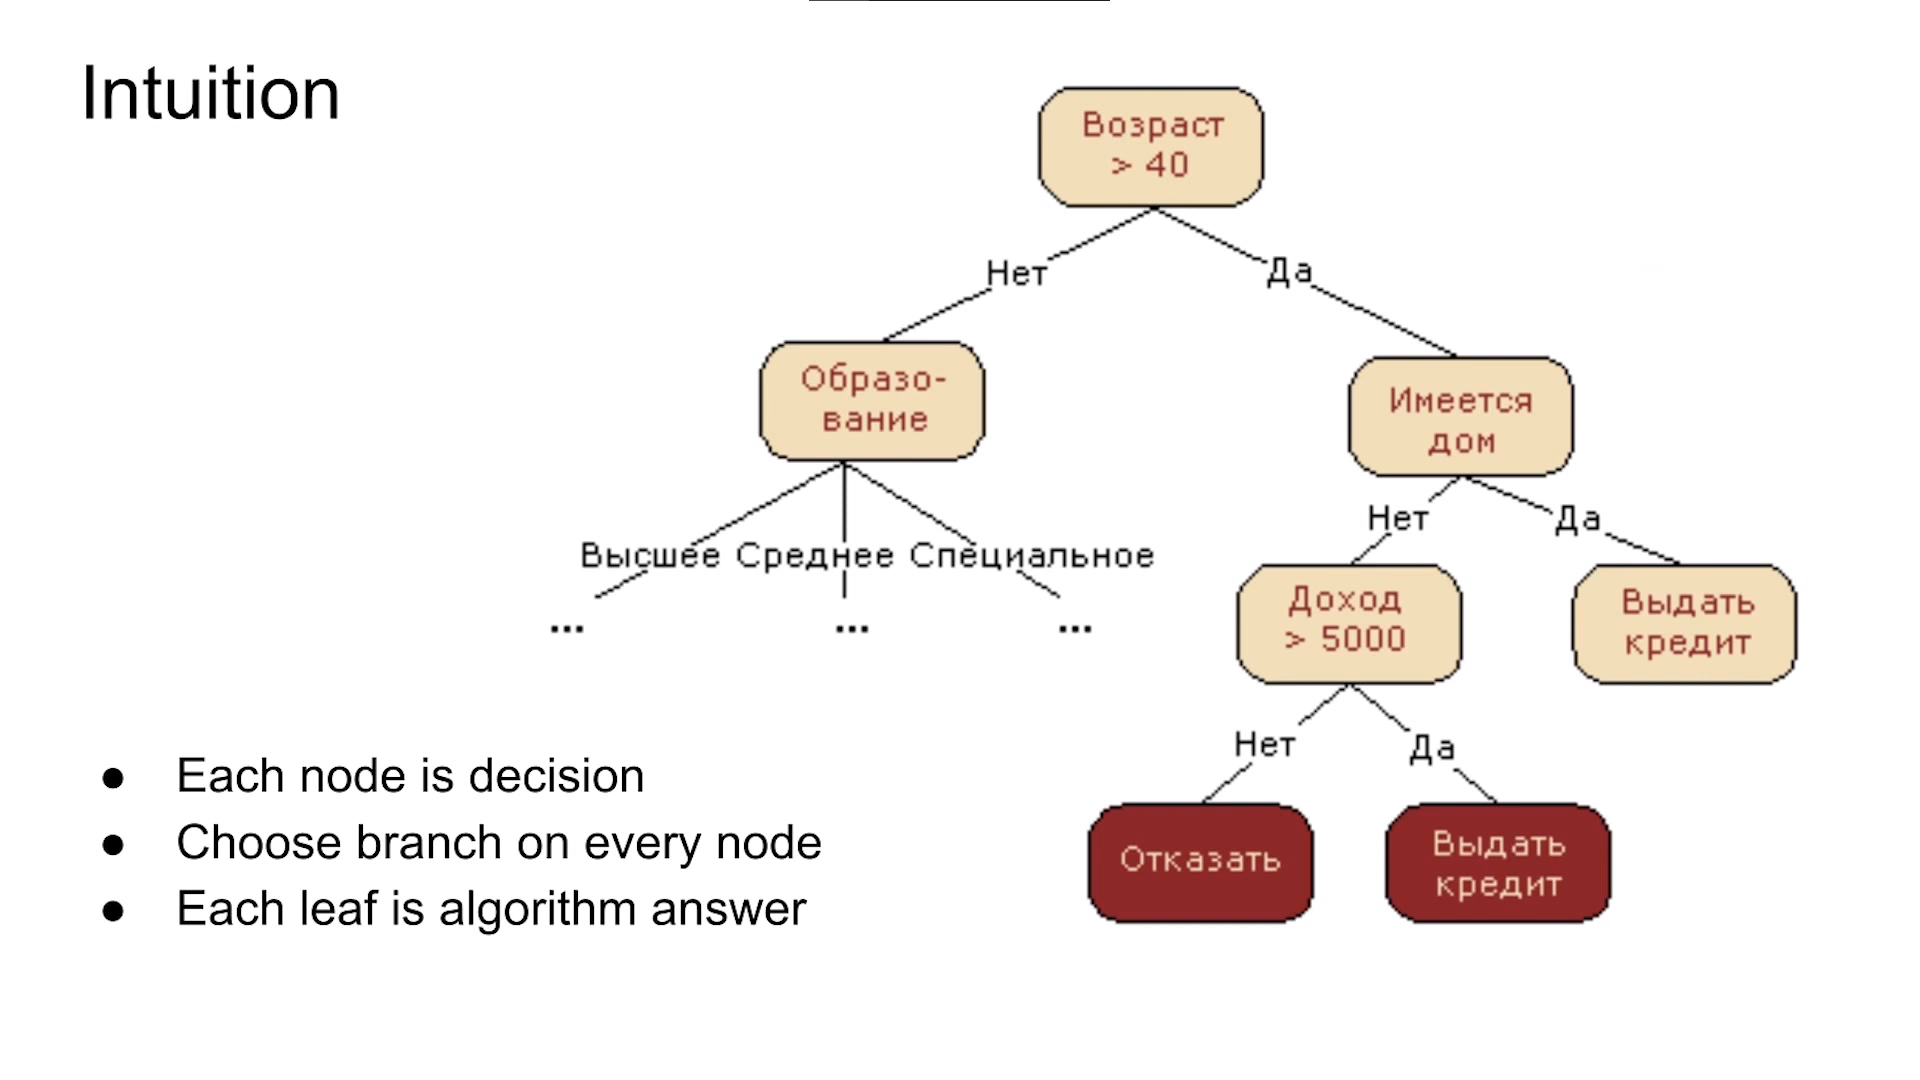 Intuition
Возраст
> 40
Нет
Да
Образо-
вание
Имеется
дом
Высшее Среднее Специальное
... ... ...
Нет
Да
Доход
> 5000
Выдать
кредит
Нет
Да
Отказать
Выдать
кредит
● Each node is decision
● Choose branch on every node
● Each leaf is algorithm answer